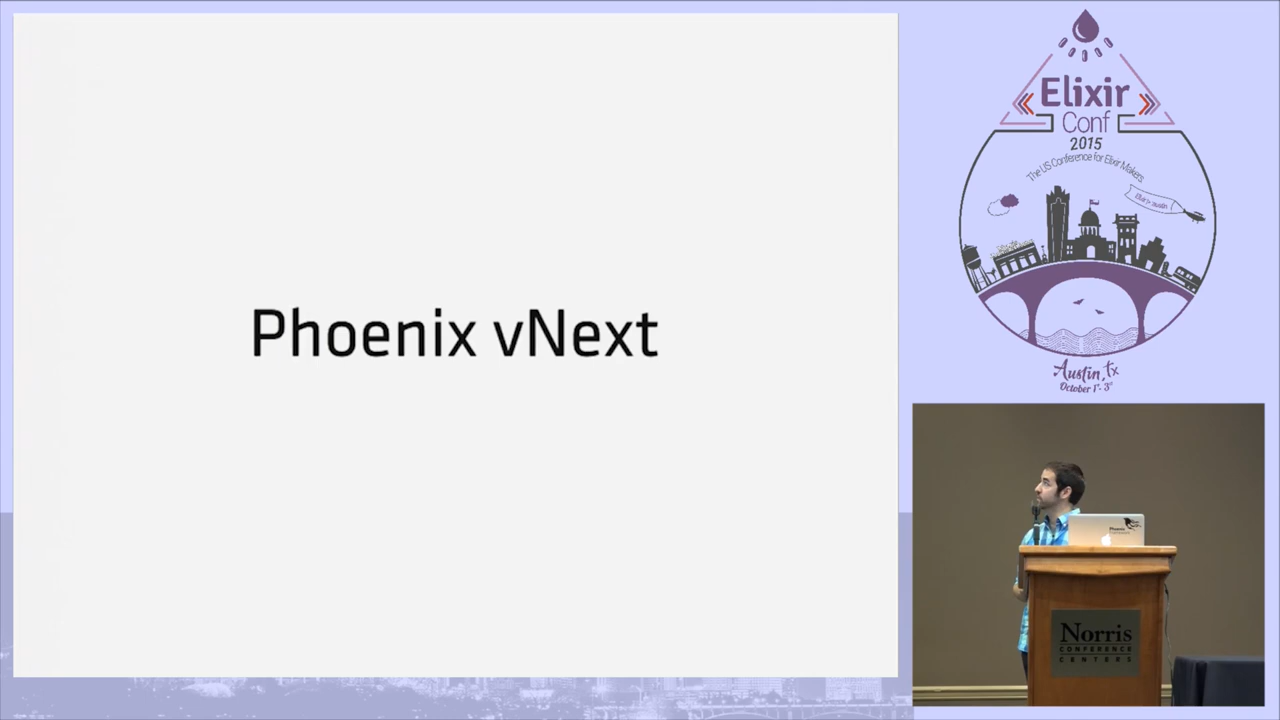 Phoenix vNext
Elixir
Conf
2015
The US Conference for Elixir Makers
Austin, tx
October 1st - 3rd
Phoenix
Norris
CONFERENCE
CENTERS